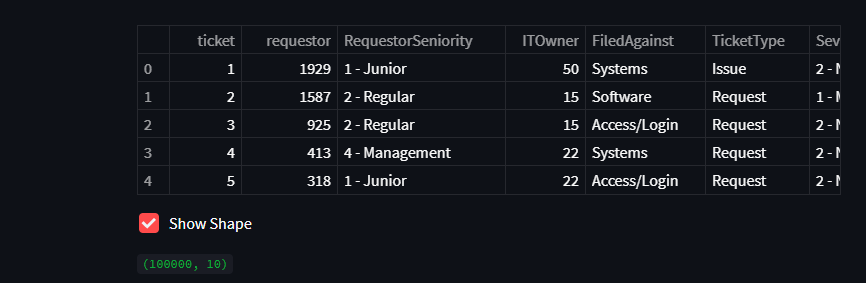 ticket requestor RequestorSeniority ITOwner FiledAgainst TicketType
0 1 1929 1 - Junior 50 Systems Issue 2 -
1 2 1587 2 - Regular 15 Software Request 1 -
2 3 925 2 - Regular 15 Access/Login Request 2 -
3 4 413 4 - Management 22 Systems Request 2 -
4 5 318 1 - Junior 22 Access/Login Request 2 -
Show Shape
(100000, 10)